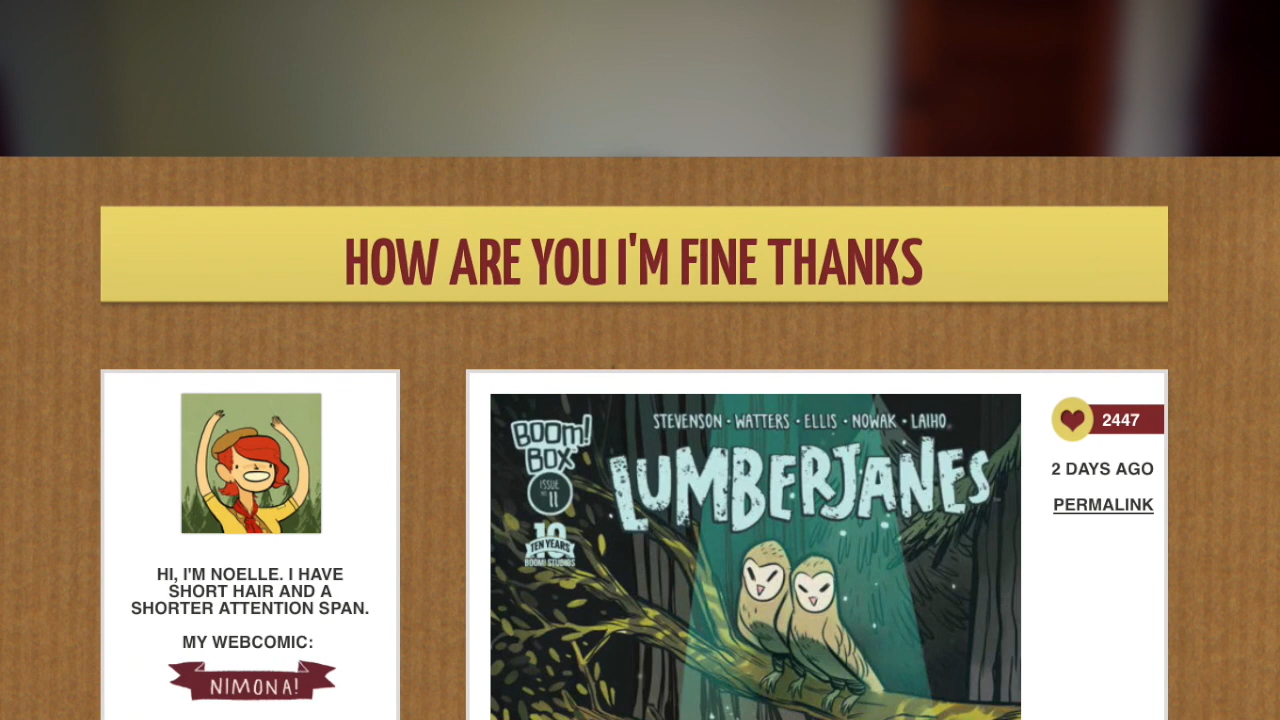 HOW ARE YOU I'M FINE THANKS
HI, I'M NOELLE. I HAVE
SHORT HAIR AND A
SHORTER ATTENTION SPAN.
MY WEBCOMIC:
NIMONA!
BOOM!
BOX
ISSUE
No 11
10
TEN YEARS
BOOM! STUDIOS
STEVENSON • WATTERS • ELLIS • NOWAK • LAIHO
LUMBERJANES
2447
2 DAYS AGO
PERMALINK